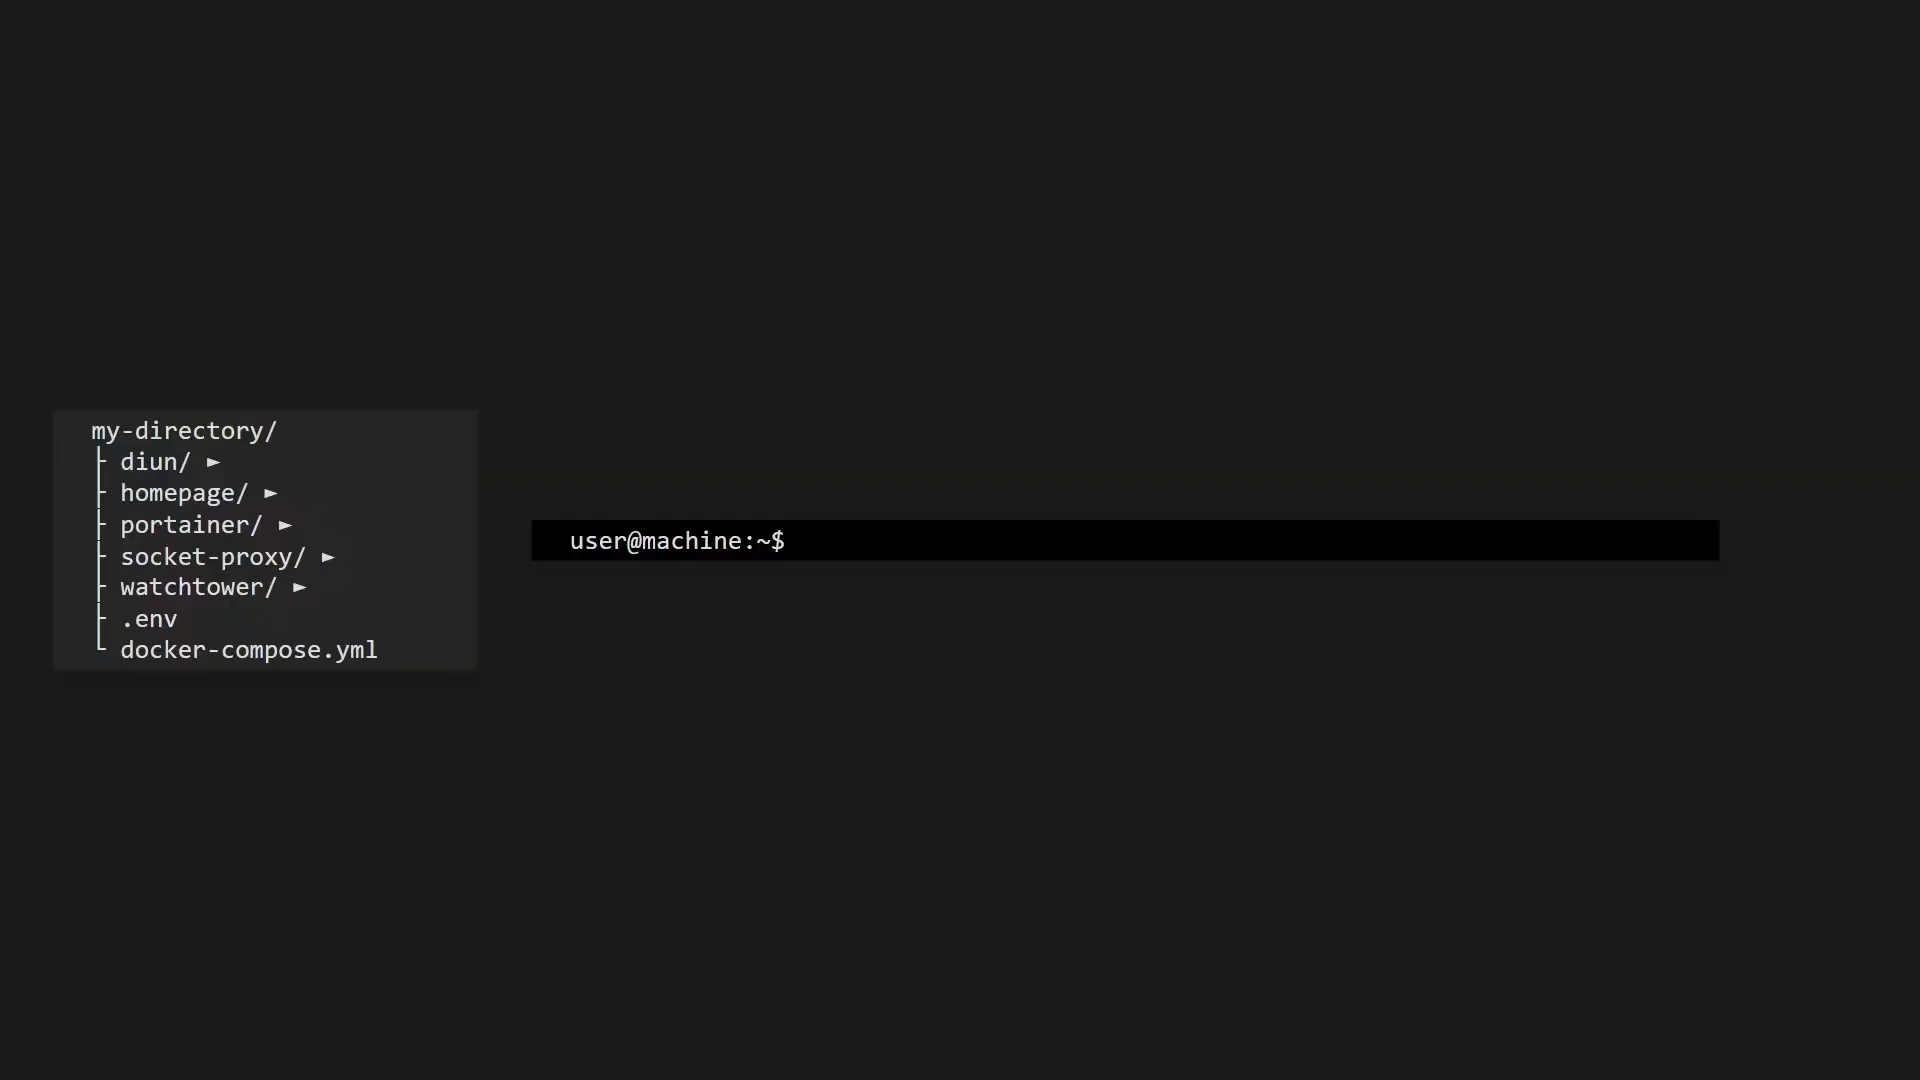 my-directory/
├ diun/ ►
├ homepage/ ►
├ portainer/ ►
├ socket-proxy/ ►
├ watchtower/ ►
├ .env
└ docker-compose.yml
user@machine:~$